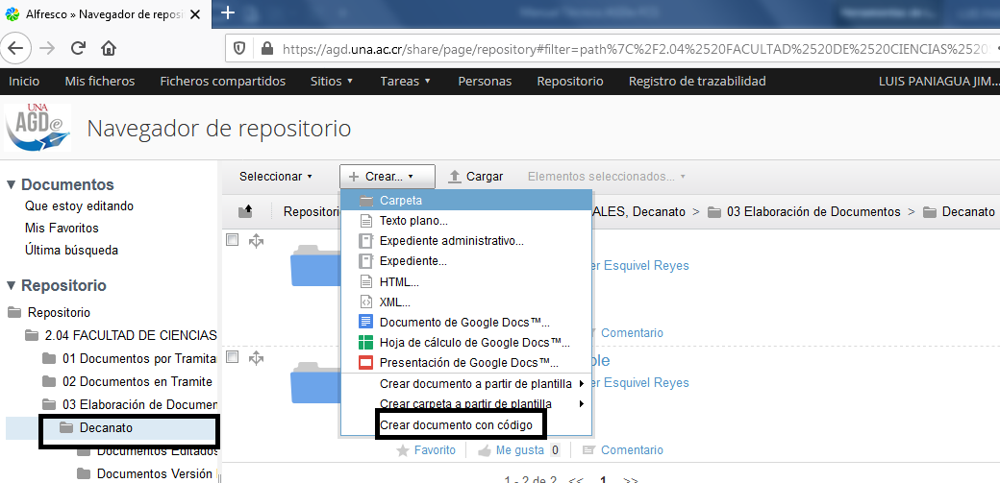 Alfresco » Navegador de reposi
https://agd.una.ac.cr/share/page/repository#filter=path%7C%2F2.04%2520FACULTAD%2520DE%2520CIENCIAS%2520
Inicio Mis ficheros Ficheros compartidos Sitios Tareas Personas Repositorio Registro de trazabilidad LUIS PANIAGUA JIM...
UNA
AGDe
Navegador de repositorio
Seleccionar Crear... Cargar Elementos seleccionados...
Documentos
Que estoy editando
Mis Favoritos
Última búsqueda
Repositorio
Repositorio
2.04 FACULTAD DE CIENCIAS
01 Documentos por Tramita
02 Documentos en Tramite
03 Elaboración de Documen
Decanato
Documentos Editados
Documentos Versión
Repositorio ALES, Decanato > 03 Elaboración de Documentos > Decanato
Carpeta
Texto plano...
Expediente administrativo...
Expediente...
HTML...
XML...
Documento de Google Docs™...
Hoja de cálculo de Google Docs™...
Presentación de Google Docs™...
Crear documento a partir de plantilla
Crear carpeta a partir de plantilla
Crear documento con código
er Esquivel Reyes
Comentario
ble
er Esquivel Reyes
Favorito Me gusta 0 Comentario
1 - 2 de 2 << 1 >>